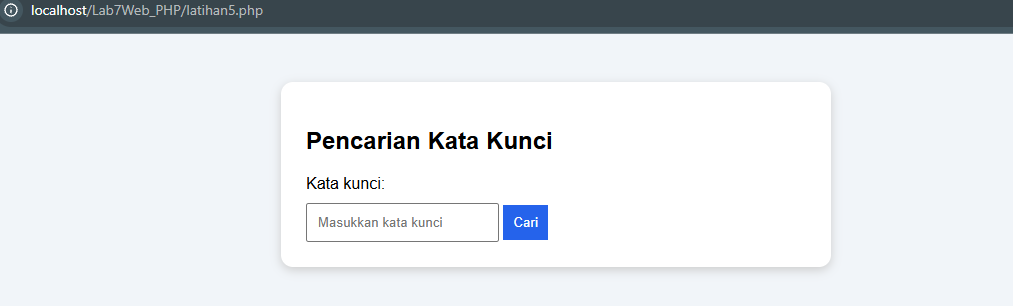 localhost/Lab7Web_PHP/latihan5.php
Pencarian Kata Kunci
Kata kunci:
Masukkan kata kunci Cari